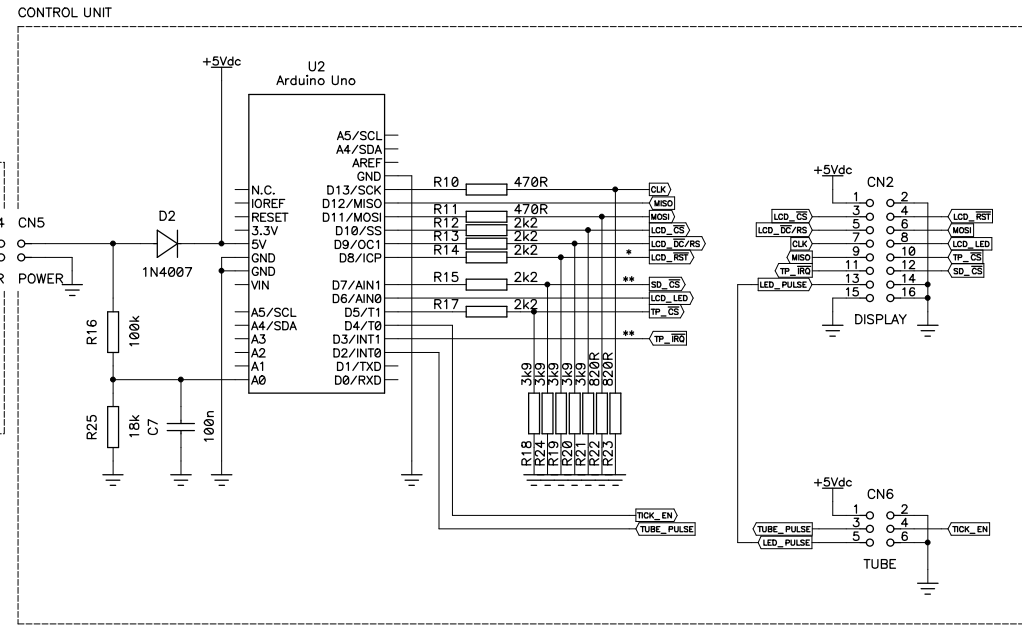 CONTROL UNIT
+5Vdc
U2
Arduino Uno
A5/SCL
A4/SDA
AREF
GND
N.C. D13/SCK R10 470R CLK
IOREF D12/MISO MISO
RESET D11/MOSI R11 470R MOSI
3.3V D10/SS R12 2k2 LCD_CS
5V D9/OC1 R13 2k2 LCD_DC/RS
GND D8/ICP R14 2k2 * LCD_RST
GND
VIN D7/AIN1 R15 2k2 ** SD_CS
D6/AIN0 LCD_LED
A5/SCL D5/T1 R17 2k2 TP_CS
A4/SDA D4/T0
A3 D3/INT1 ** TP_IRQ
A2 D2/INT0
A1 D1/TXD
A0 D0/RXD
4 CN5
R POWER
D2
1N4007
R16 100k
R25 18k
C7 100n
3k9 3k9 3k9 3k9 3k9 820R 820R
R18 R24 R19 R20 R21 R22 R23
TICK_EN
TUBE_PULSE
+5Vdc
CN2
1 2
LCD_CS 3 4 LCD_RST
LCD_DC/RS 5 6 MOSI
CLK 7 8 LCD_LED
MISO 9 10 TP_CS
TP_IRQ 11 12 SD_CS
LED_PULSE 13 14
15 16
DISPLAY
+5Vdc
CN6
1 2
TUBE_PULSE 3 4 TICK_EN
LED_PULSE 5 6
TUBE